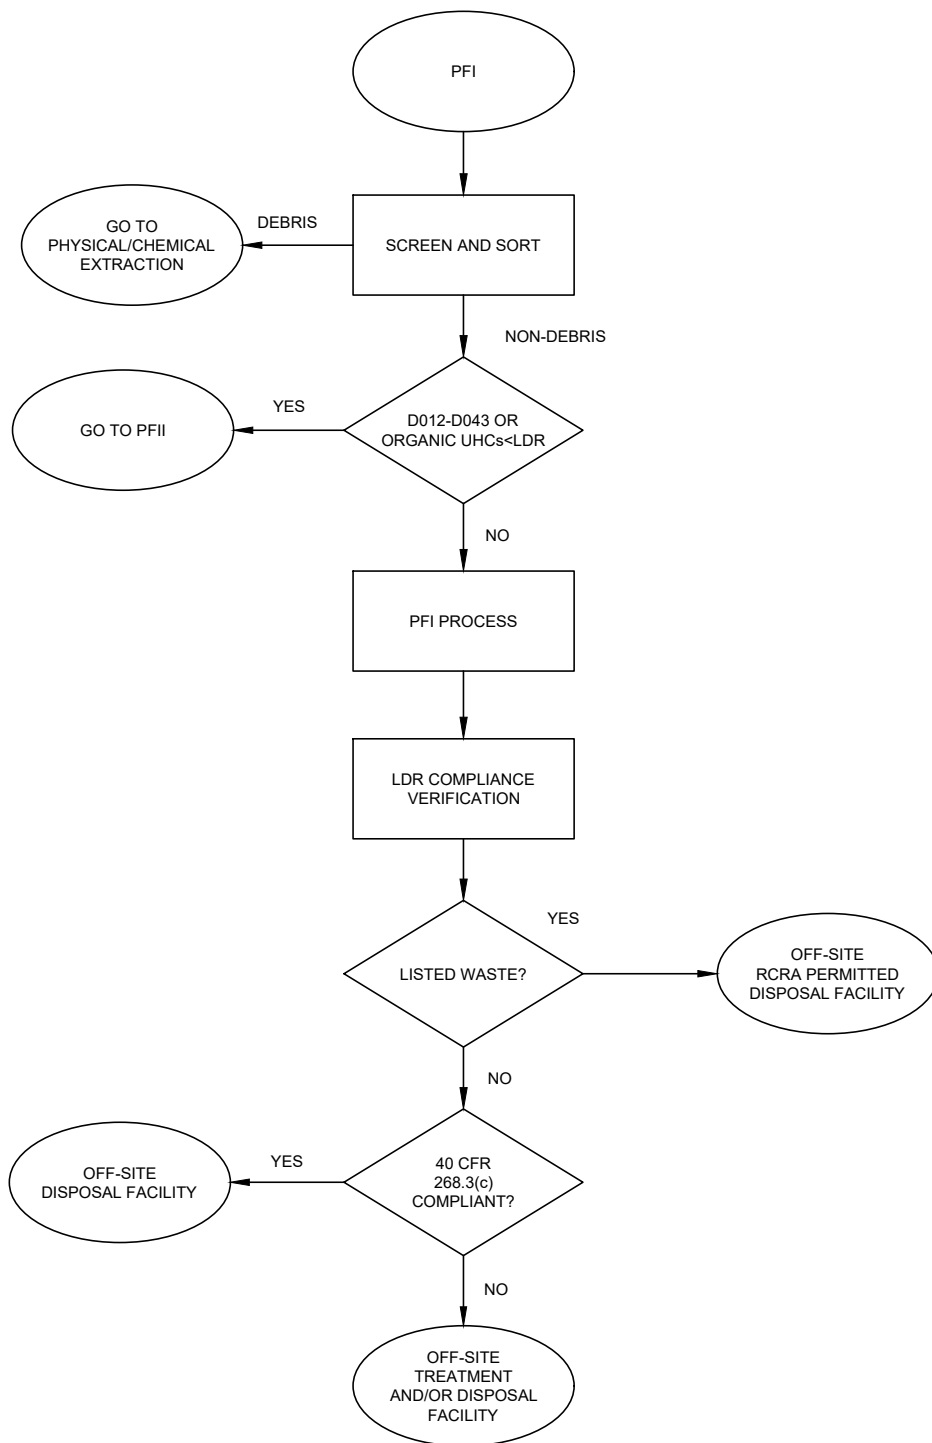 PFI
DEBRIS
GO TO
PHYSICAL/CHEMICAL
EXTRACTION
SCREEN AND SORT
NON-DEBRIS
YES
GO TO PFII
D012-D043 OR
ORGANIC UHCs<LDR
NO
PFI PROCESS
LDR COMPLIANCE
VERIFICATION
YES
LISTED WASTE?
OFF-SITE
RCRA PERMITTED
DISPOSAL FACILITY
NO
YES
OFF-SITE
DISPOSAL FACILITY
40 CFR
268.3(c)
COMPLIANT?
NO
OFF-SITE
TREATMENT
AND/OR DISPOSAL
FACILITY